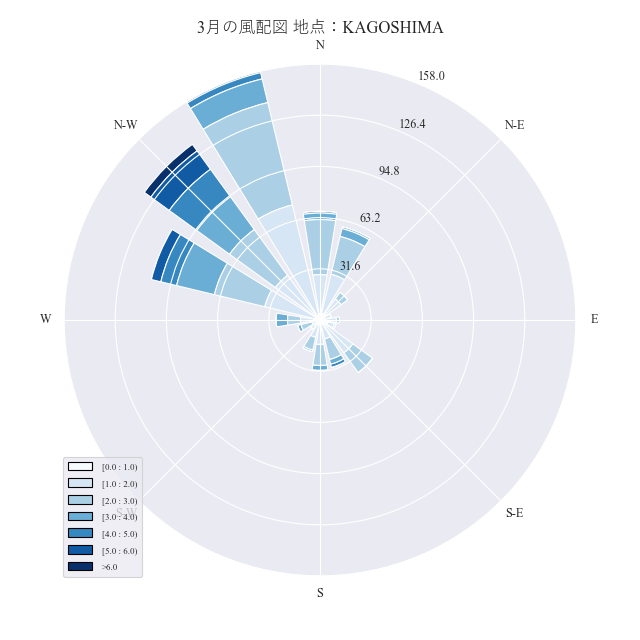 3月の風配図 地点：KAGOSHIMA
N
158.0
N-W
N-E
126.4
94.8
63.2
31.6
W
E
[0.0 : 1.0)
[1.0 : 2.0)
[2.0 : 3.0)
S-W
[3.0 : 4.0)
S-E
[4.0 : 5.0)
[5.0 : 6.0)
>6.0
S